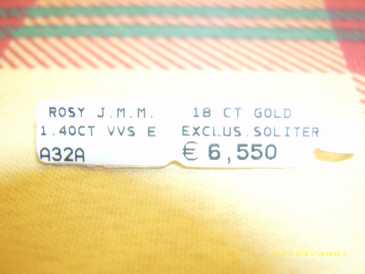 ROSY J.M.M. 18 CT GOLD
1.40CT VVS E EXCLUS.SOLITER
A32A € 6,550